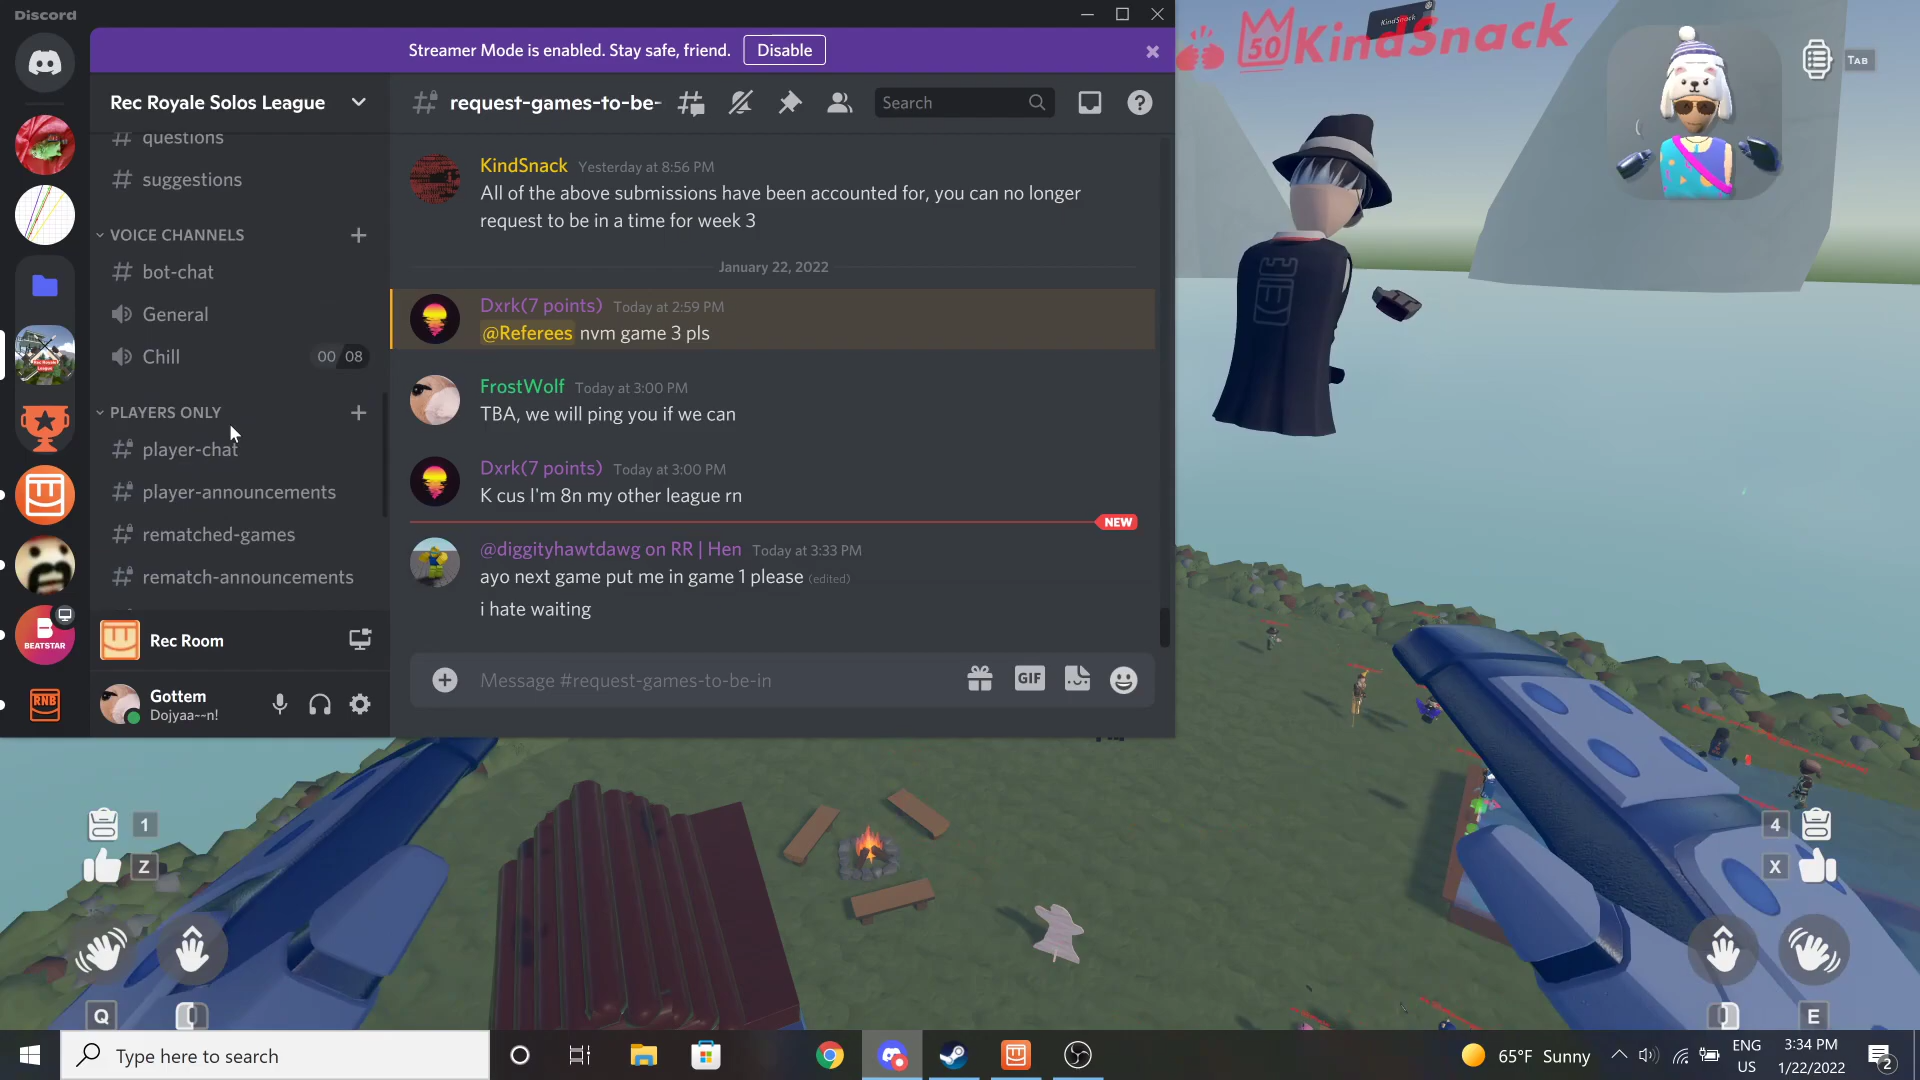 Discord
Streamer Mode is enabled. Stay safe, friend.
Disable
Rec Royale Solos League
request-games-to-be-
Search
questions
suggestions
VOICE CHANNELS
bot-chat
General
Chill
00 08
PLAYERS ONLY
player-chat
player-announcements
rematched-games
rematch-announcements
Rec Room
Gottem
Dojyaa~~n!
BEATSTAR
RNB
KindSnack Yesterday at 8:56 PM
All of the above submissions have been accounted for, you can no longer
request to be in a time for week 3
January 22, 2022
Dxrk(7 points) Today at 2:59 PM
@Referees nvm game 3 pls
FrostWolf Today at 3:00 PM
TBA, we will ping you if we can
Dxrk(7 points) Today at 3:00 PM
K cus I'm 8n my other league rn
NEW
@diggityhawtdawg on RR | Hen Today at 3:33 PM
ayo next game put me in game 1 please (edited)
i hate waiting
Message #request-games-to-be-in
GIF
50 KindSnack
KindSnack
TAB
1
Z
Q
4
X
E
Type here to search
65°F Sunny
ENG
US
3:34 PM
1/22/2022
2